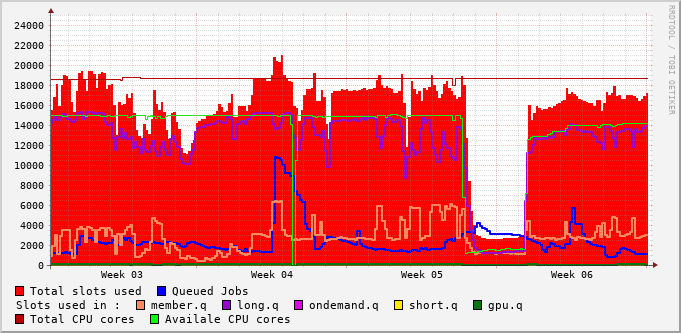 24000
22000
20000
18000
16000
14000
12000
10000
8000
6000
4000
2000
0
Week 03 Week 04 Week 05 Week 06
Total slots used Queued Jobs
Slots used in : member.q long.q ondemand.q short.q gpu.q
Total CPU cores Availale CPU cores
RRDTOOL / TOBI OETIKER